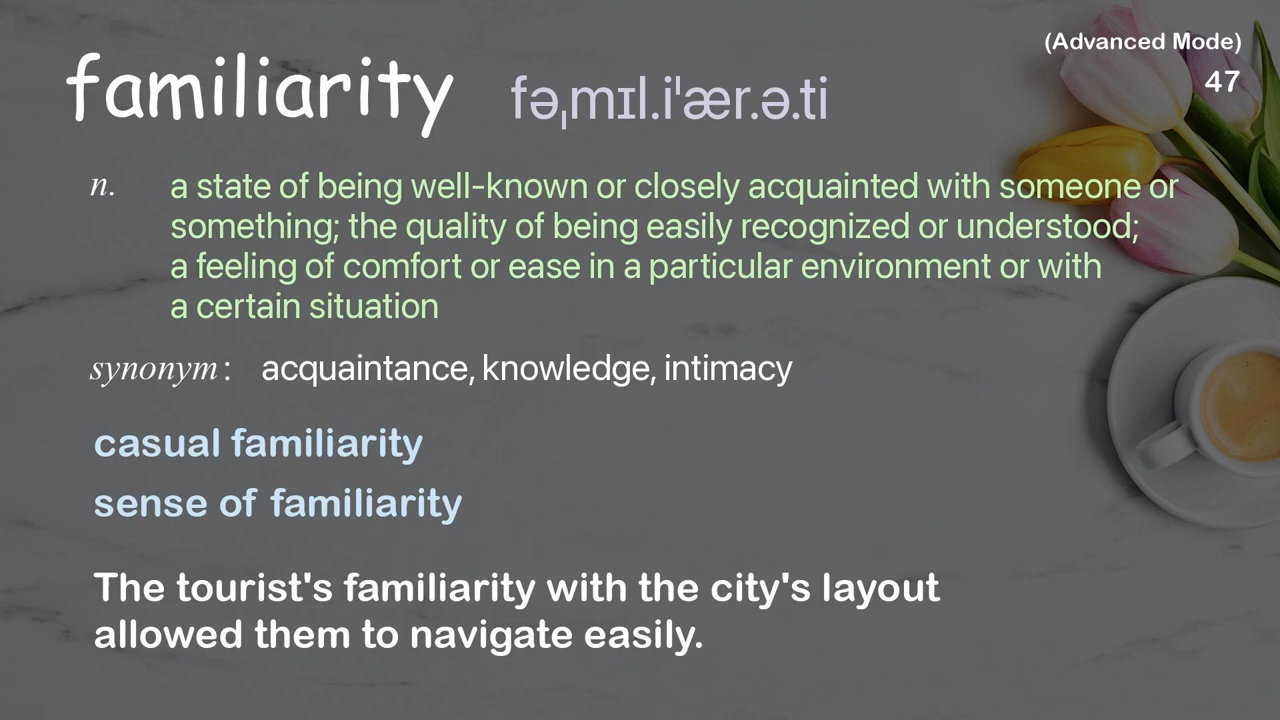 (Advanced Mode)
47
familiarity fəˌmɪl.iˈær.ə.ti
n. a state of being well-known or closely acquainted with someone or
something; the quality of being easily recognized or understood;
a feeling of comfort or ease in a particular environment or with
a certain situation
synonym: acquaintance, knowledge, intimacy
casual familiarity
sense of familiarity
The tourist's familiarity with the city's layout
allowed them to navigate easily.